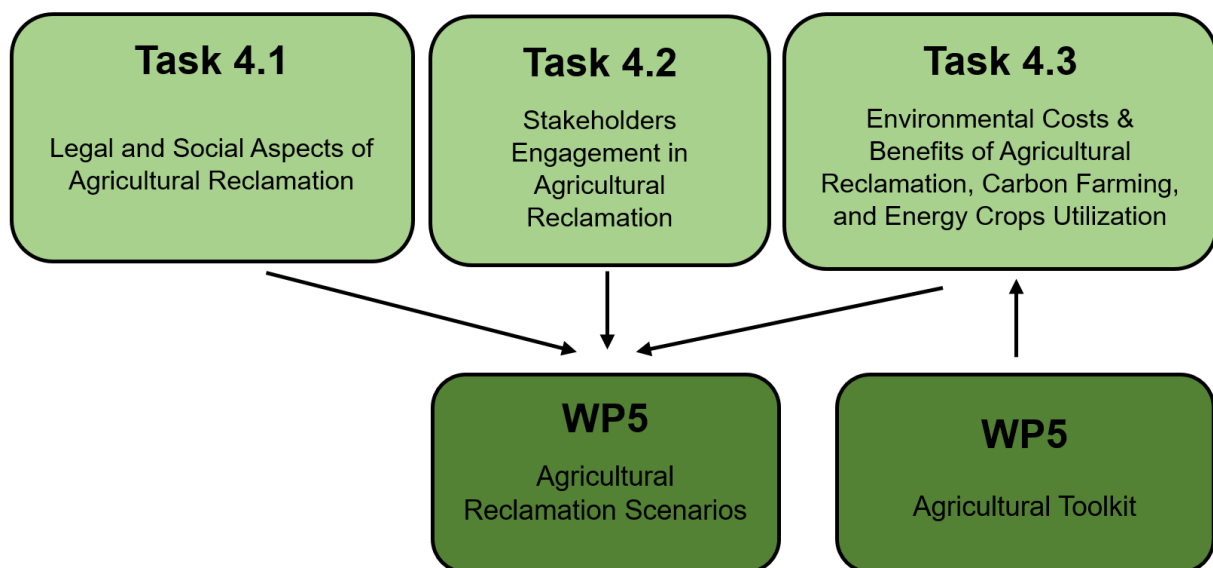 Task 4.1
Legal and Social Aspects of
Agricultural Reclamation
Task 4.2
Stakeholders
Engagement in
Agricultural
Reclamation
Task 4.3
Environmental Costs &
Benefits of Agricultural
Reclamation, Carbon Farming,
and Energy Crops Utilization
WP5
Agricultural
Reclamation Scenarios
WP5
Agricultural Toolkit